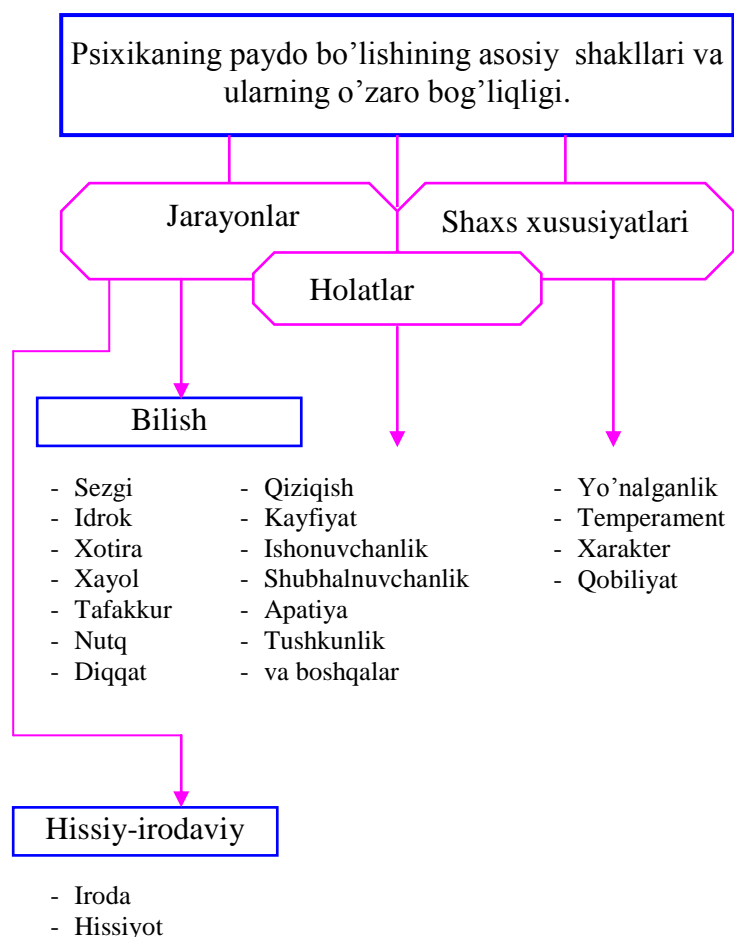 Psixikaning paydo bo’lishining asosiy shakllari va
ularning o’zaro bog’liqligi.
Jarayonlar
Shaxs xususiyatlari
Holatlar
Bilish
- Sezgi
- Idrok
- Xotira
- Xayol
- Tafakkur
- Nutq
- Diqqat
- Qiziqish
- Kayfiyat
- Ishonuvchanlik
- Shubhalnuvchanlik
- Apatiya
- Tushkunlik
- va boshqalar
- Yo’nalganlik
- Temperament
- Xarakter
- Qobiliyat
Hissiy-irodaviy
- Iroda
- Hissiyot